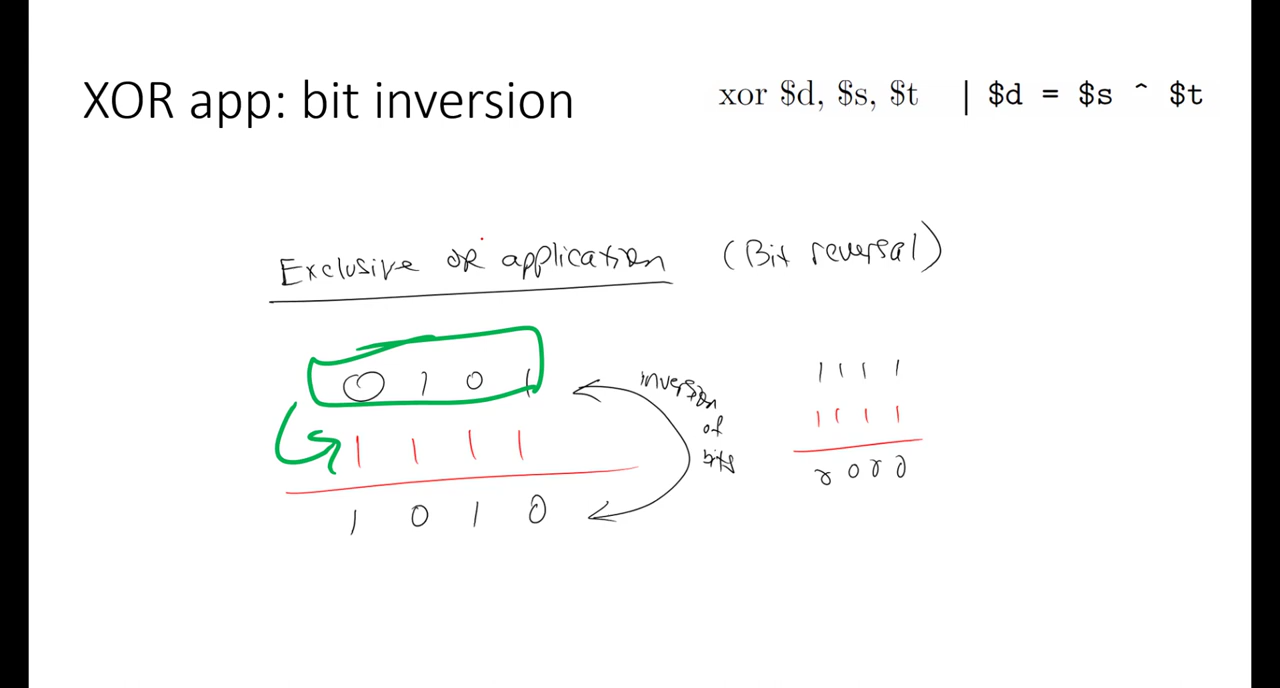 XOR app: bit inversion
xor $d, $s, $t | $d = $s ^ $t
Exclusive or application (Bit reversal)
0 1 0 1
1 1 1 1
1 0 1 0
inversion
of
bits
1 1 1 1
1 1 1 1
0 0 0 0